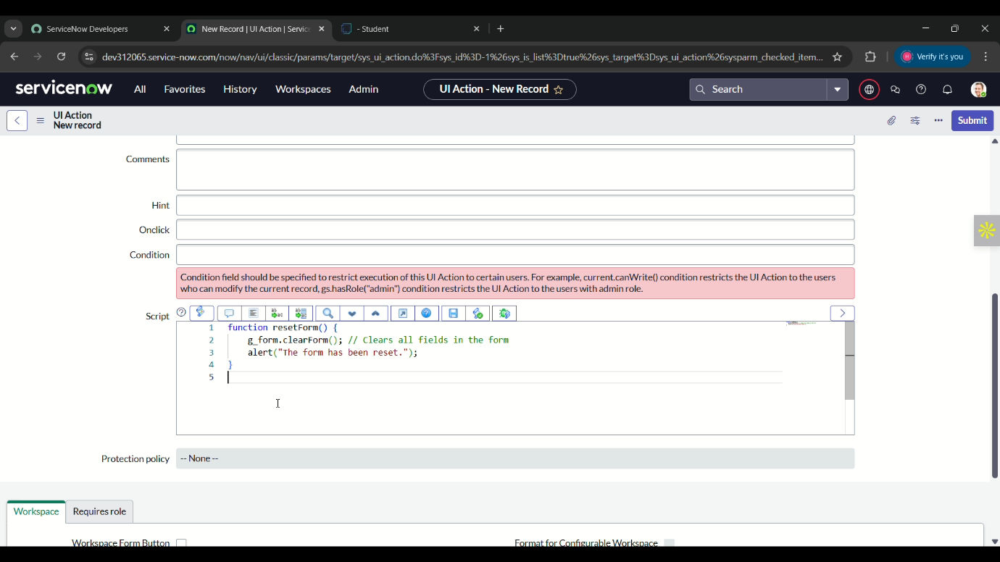 ServiceNow Developers
New Record | UI Action | Service
- Student
dev312065.service-now.com/now/nav/ui/classic/params/target/sys_ui_action.do%3Fsys_id%3D-1%26sys_is_list%3Dtrue%26sys_target%3Dsys_ui_action%26sysparm_checked_item...
Verify it's you
servicenow
All
Favorites
History
Workspaces
Admin
UI Action - New Record
Search
UI Action
New record
Submit
Comments
Hint
Onclick
Condition
Condition field should be specified to restrict execution of this UI Action to certain users. For example, current.canWrite() condition restricts the UI Action to the users
who can modify the current record, gs.hasRole("admin") condition restricts the UI Action to the users with admin role.
Script
1 function resetForm() {
2 g_form.clearForm(); // Clears all fields in the form
3 alert("The form has been reset.");
4 }
5
Protection policy
-- None --
Workspace
Requires role
Workspace Form Button
Format for Configurable Workspace